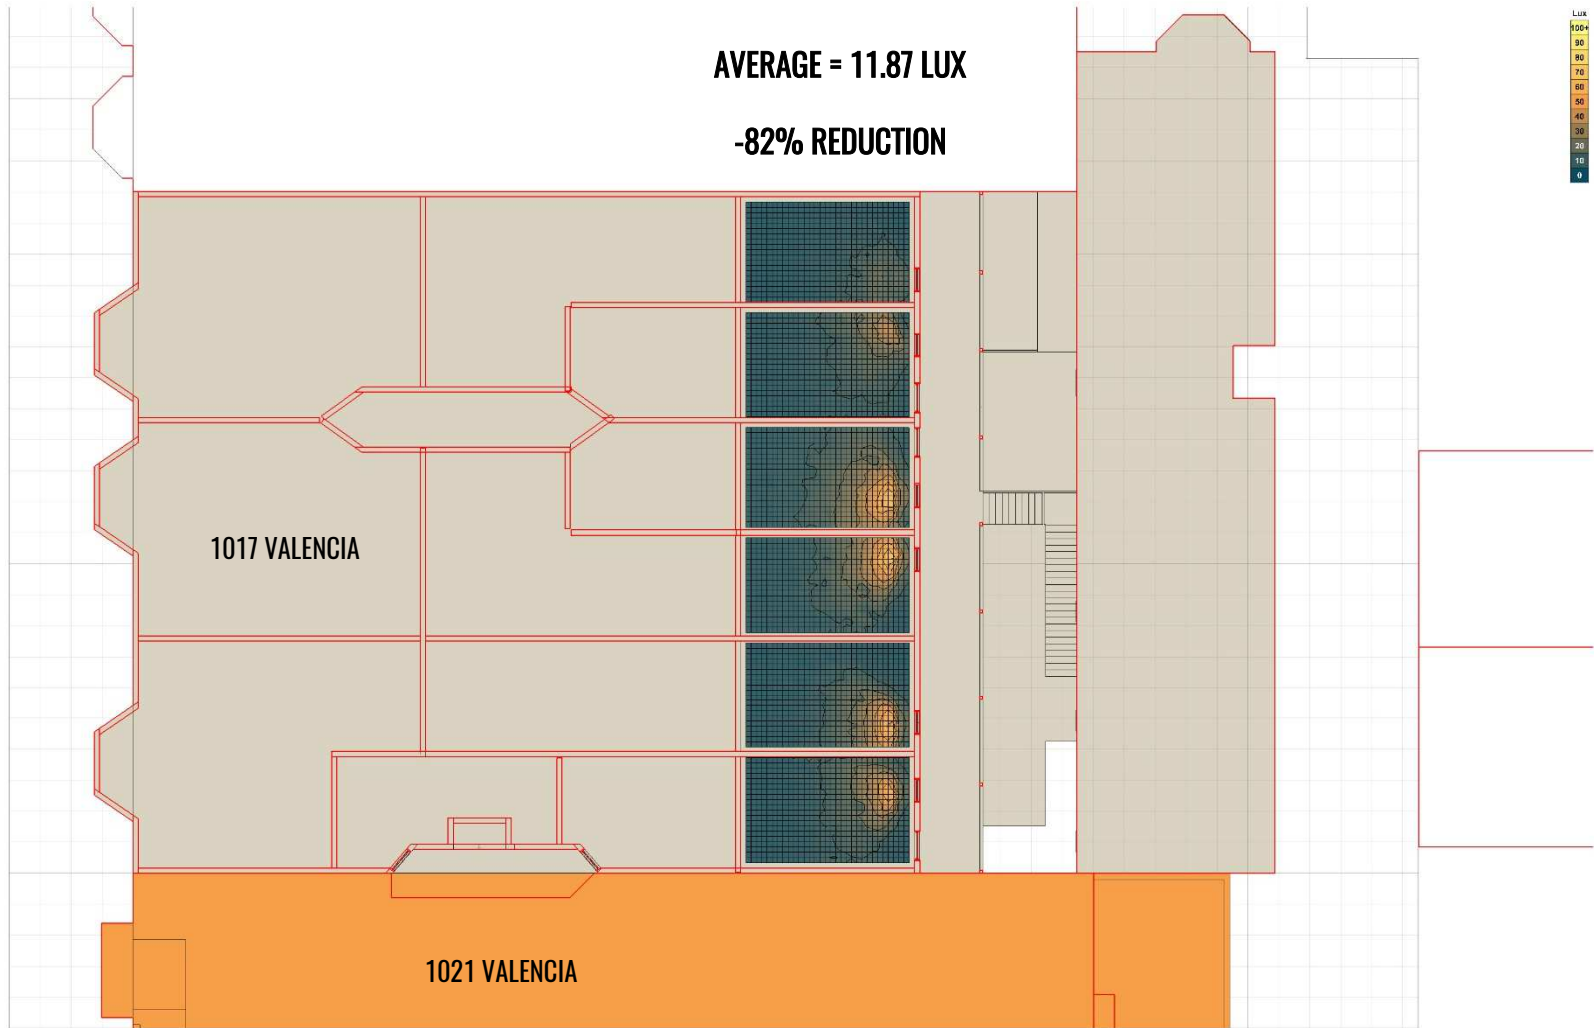 Lux
100+
90
80
70
60
50
40
30
20
10
0
AVERAGE = 11.87 LUX
-82% REDUCTION
1017 VALENCIA
1021 VALENCIA